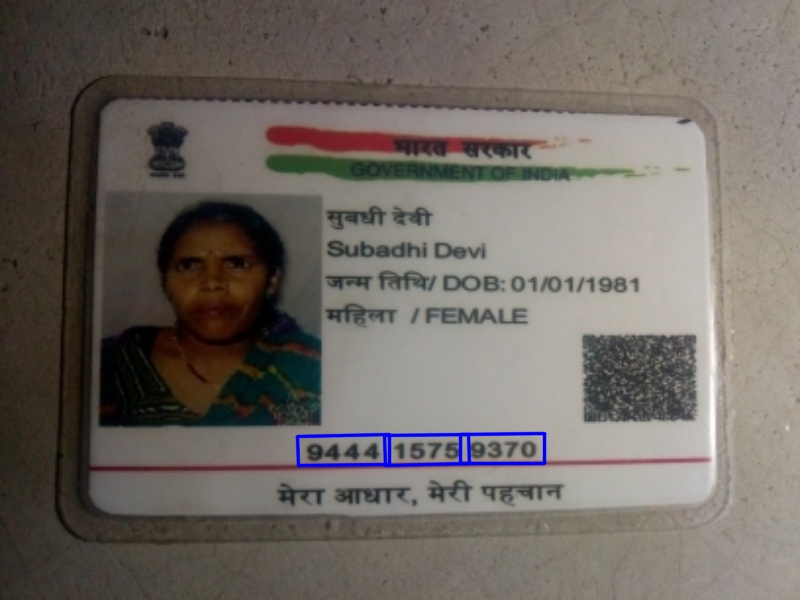 भारत सरकार
GOVERNMENT OF INDIA
सुबधी देवी
Subadhi Devi
जन्म तिथि/ DOB: 01/01/1981
महिला / FEMALE
9444 1575 9370
मेरा आधार, मेरी पहचान